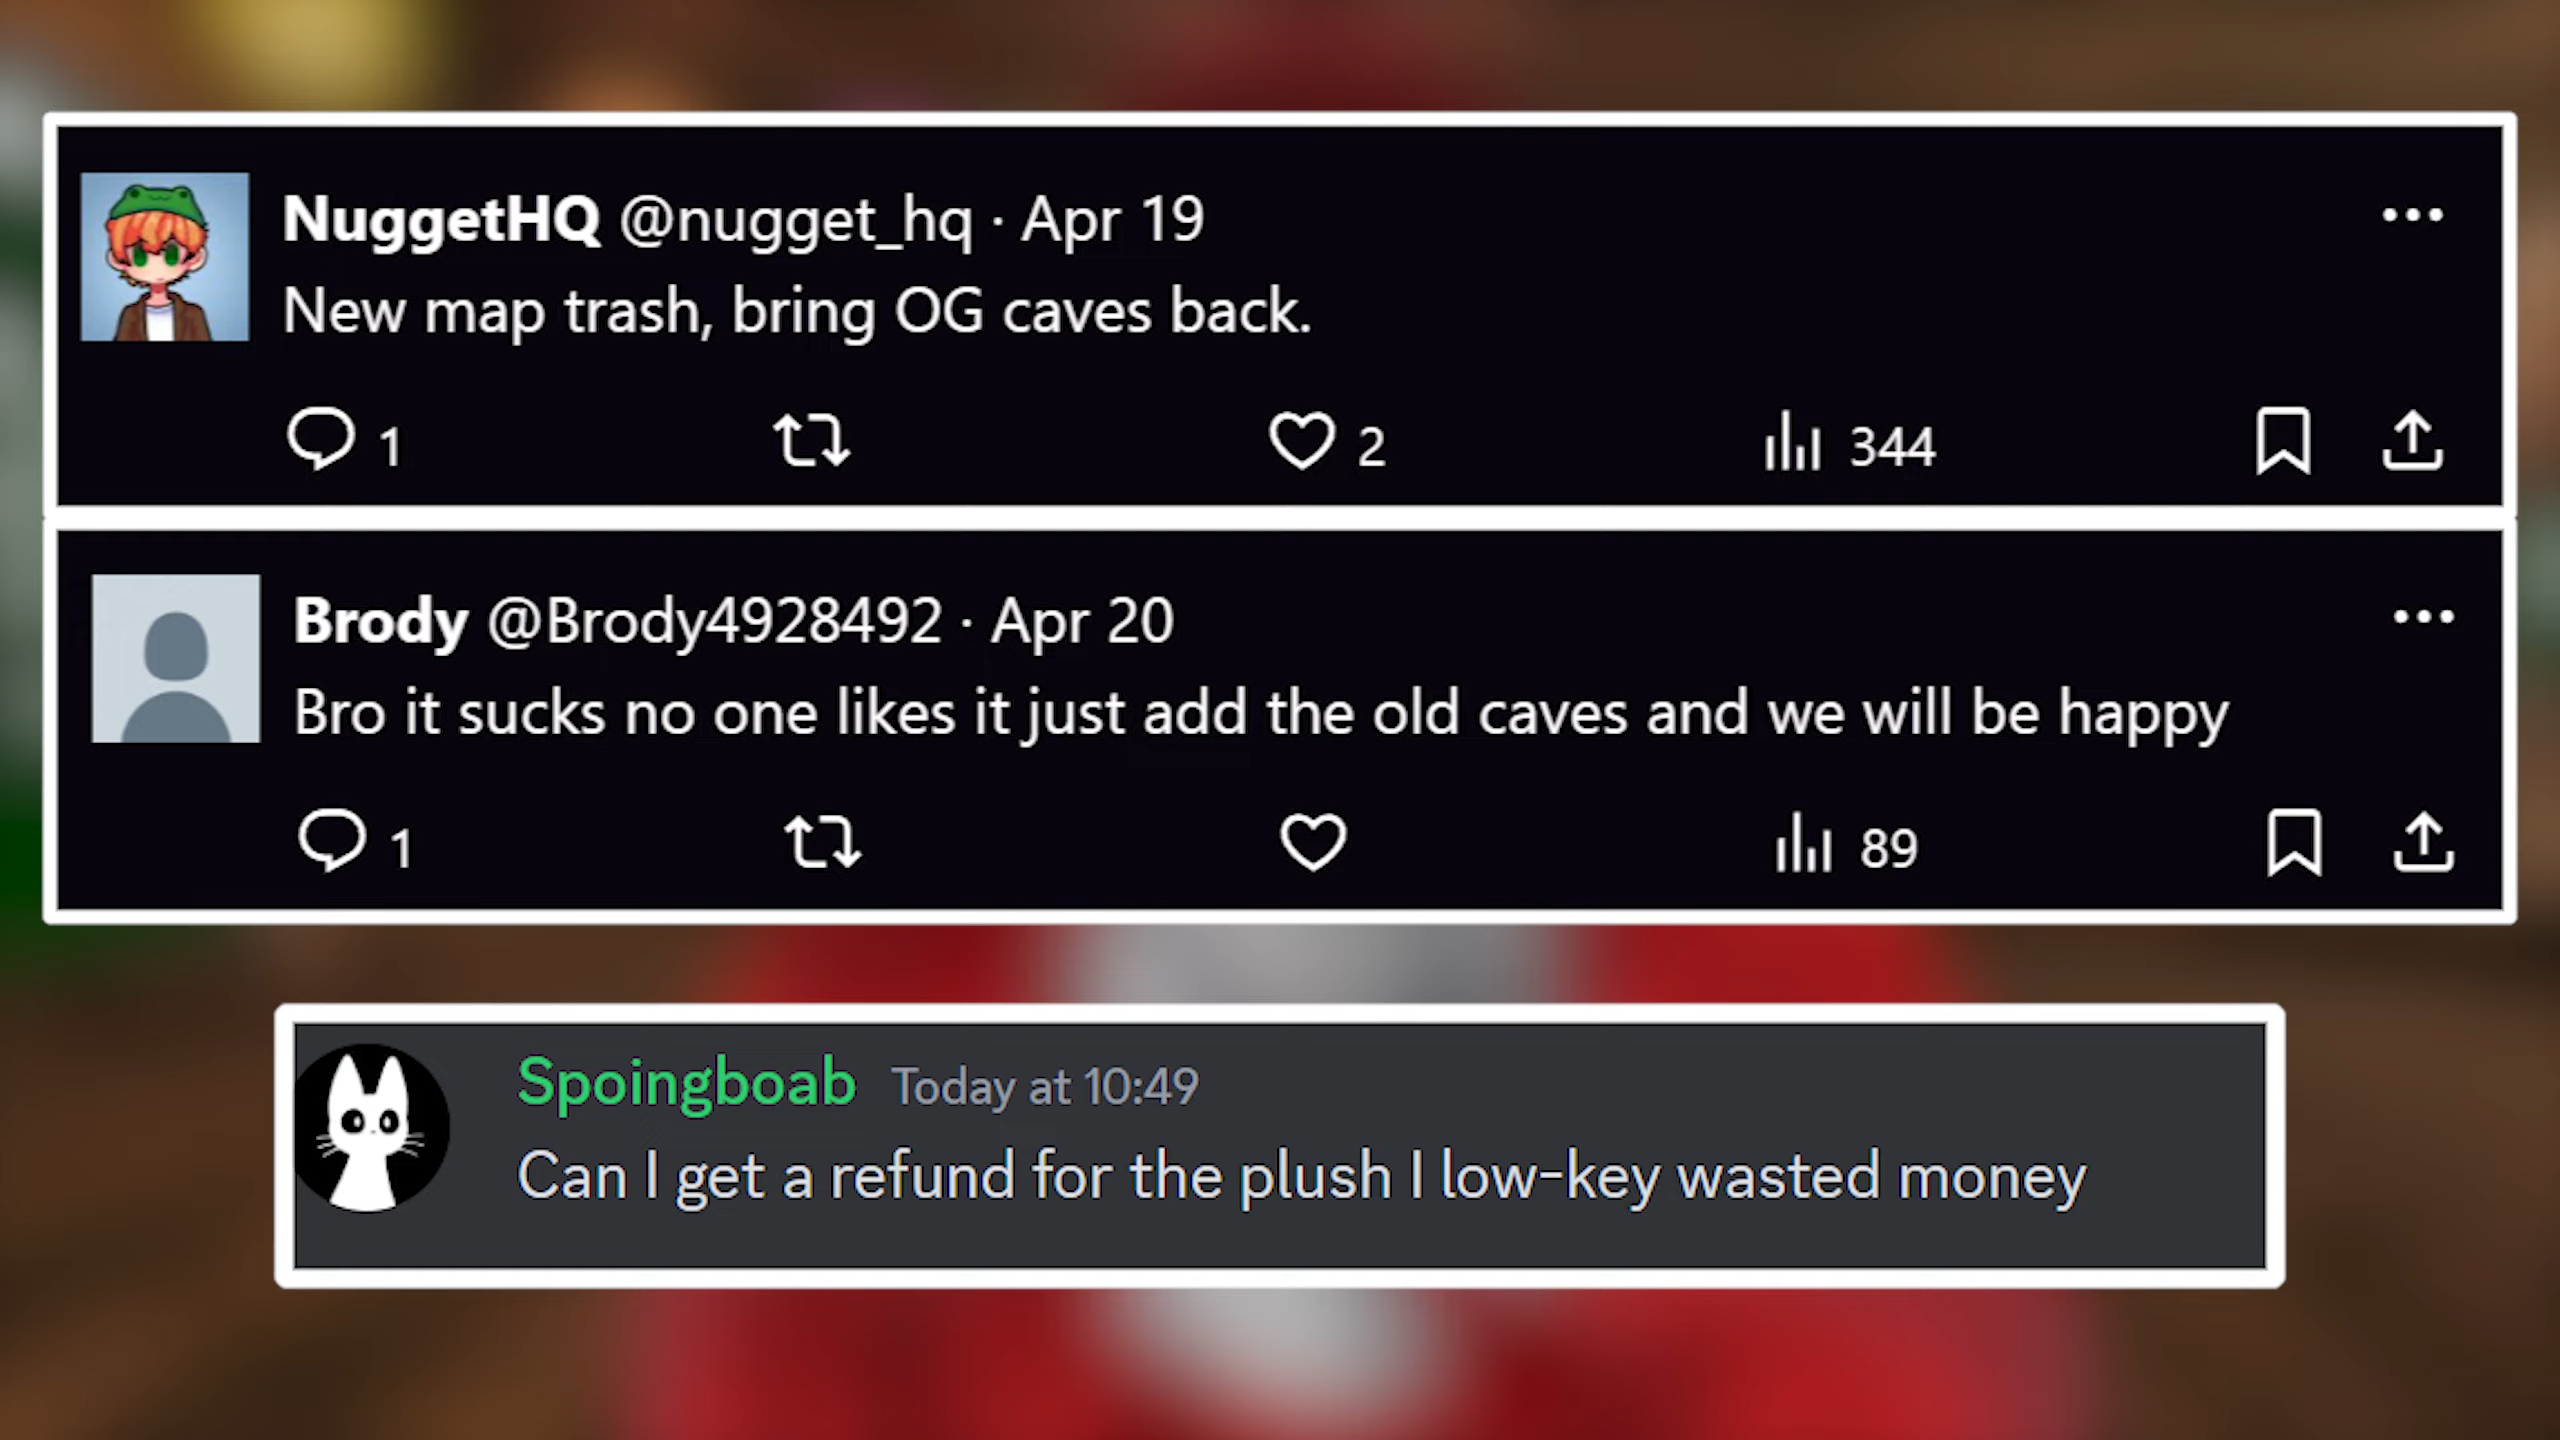 NuggetHQ @nugget_hq · Apr 19
New map trash, bring OG caves back.
1 2 344
Brody @Brody4928492 · Apr 20
Bro it sucks no one likes it just add the old caves and we will be happy
1 89
Spoingboab Today at 10:49
Can I get a refund for the plush I low-key wasted money